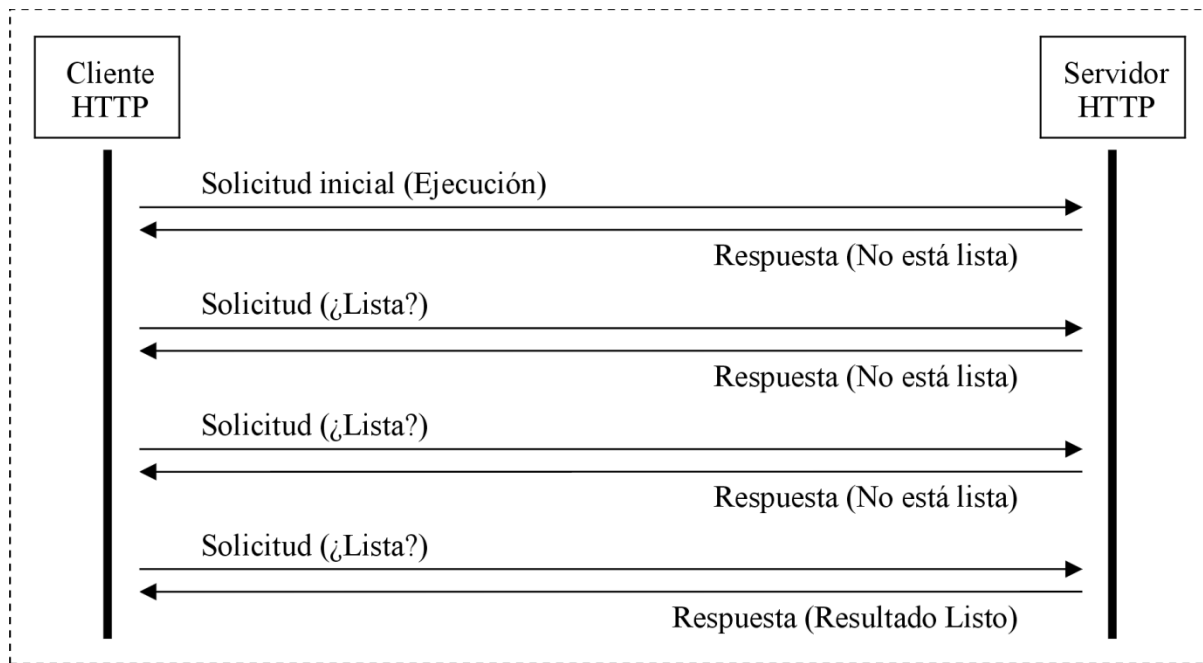 Cliente
HTTP
Servidor
HTTP
Solicitud inicial (Ejecución)
Respuesta (No está lista)
Solicitud (¿Lista?)
Respuesta (No está lista)
Solicitud (¿Lista?)
Respuesta (No está lista)
Solicitud (¿Lista?)
Respuesta (Resultado Listo)